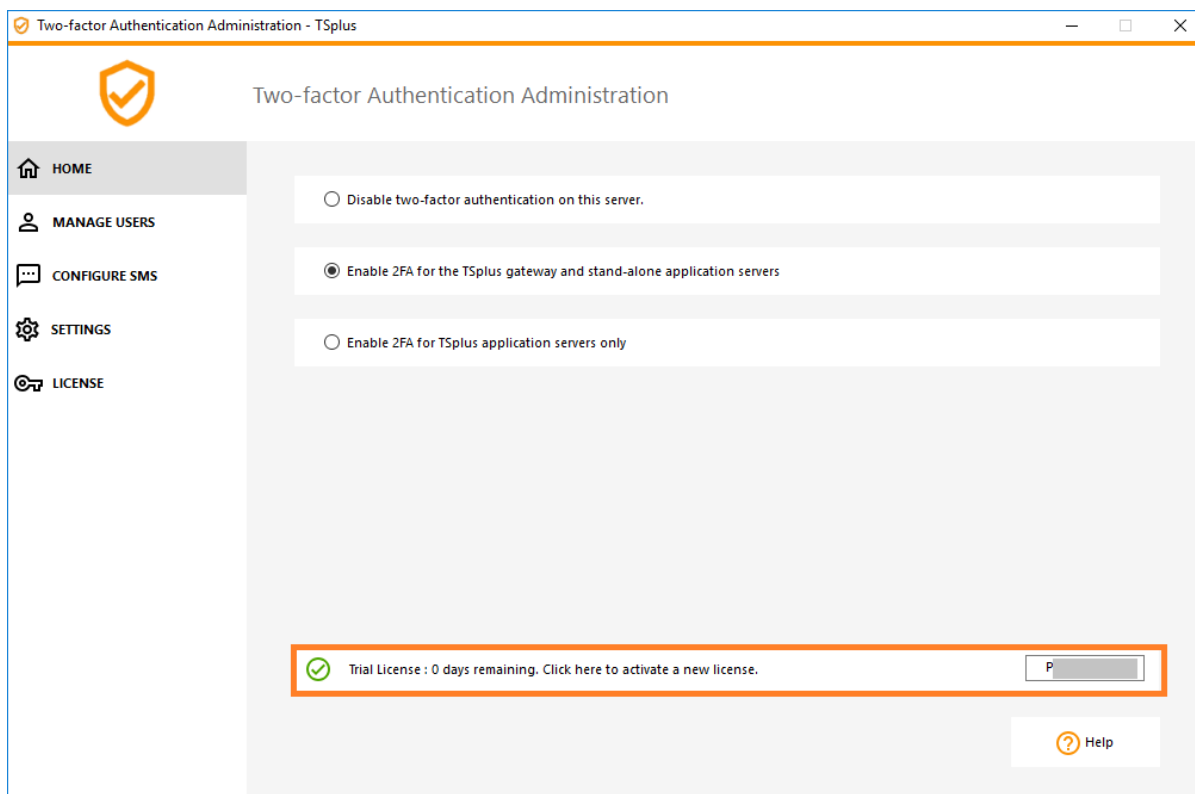 Two-factor Authentication Administration - TSplus
Two-factor Authentication Administration
HOME
MANAGE USERS
CONFIGURE SMS
SETTINGS
LICENSE
Disable two-factor authentication on this server.
Enable 2FA for the TSplus gateway and stand-alone application servers
Enable 2FA for TSplus application servers only
Trial License : 0 days remaining. Click here to activate a new license.
P
Help